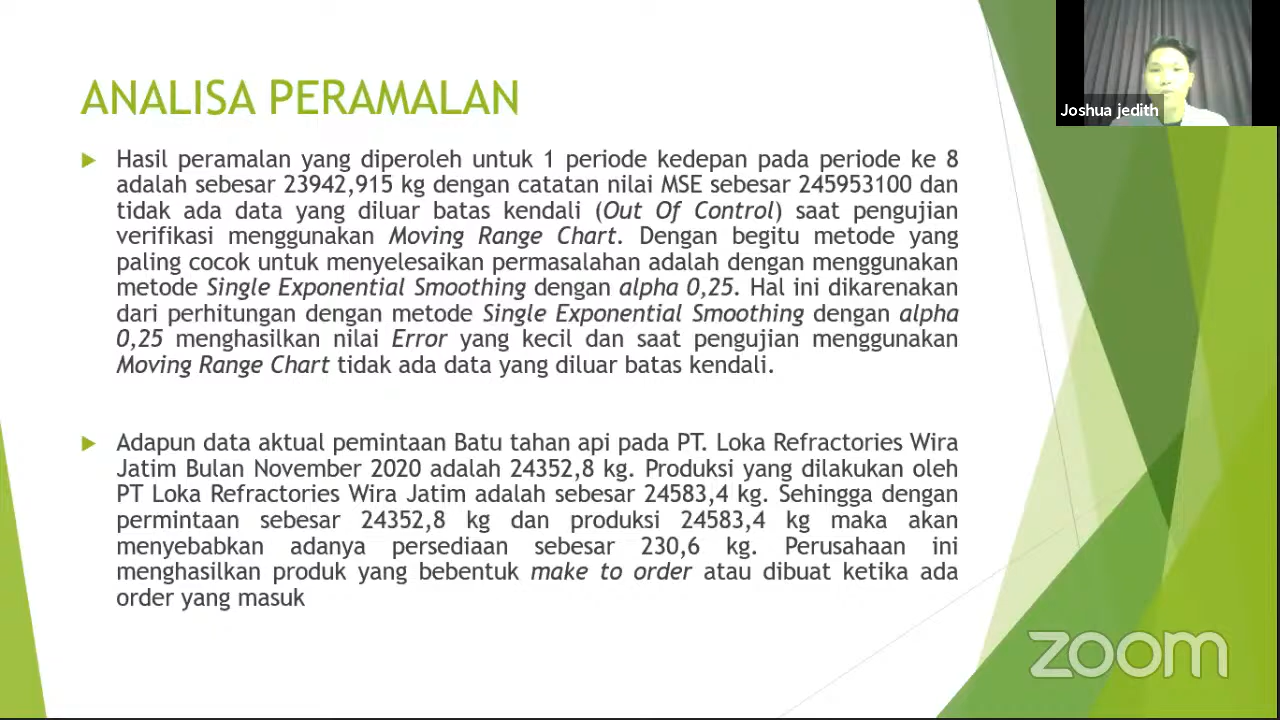 ANALISA PERAMALAN
Hasil peramalan yang diperoleh untuk 1 periode kedepan pada periode ke 8
adalah sebesar 23942,915 kg dengan catatan nilai MSE sebesar 245953100 dan
tidak ada data yang diluar batas kendali (Out Of Control) saat pengujian
verifikasi menggunakan Moving Range Chart. Dengan begitu metode yang
paling cocok untuk menyelesaikan permasalahan adalah dengan menggunakan
metode Single Exponential Smoothing dengan alpha 0,25. Hal ini dikarenakan
dari perhitungan dengan metode Single Exponential Smoothing dengan alpha
0,25 menghasilkan nilai Error yang kecil dan saat pengujian menggunakan
Moving Range Chart tidak ada data yang diluar batas kendali.
Adapun data aktual pemintaan Batu tahan api pada PT. Loka Refractories Wira
Jatim Bulan November 2020 adalah 24352,8 kg. Produksi yang dilakukan oleh
PT Loka Refractories Wira Jatim adalah sebesar 24583,4 kg. Sehingga dengan
permintaan sebesar 24352,8 kg dan produksi 24583,4 kg maka akan
menyebabkan adanya persediaan sebesar 230,6 kg. Perusahaan ini
menghasilkan produk yang bebentuk make to order atau dibuat ketika ada
order yang masuk
Joshua jedith
zoom